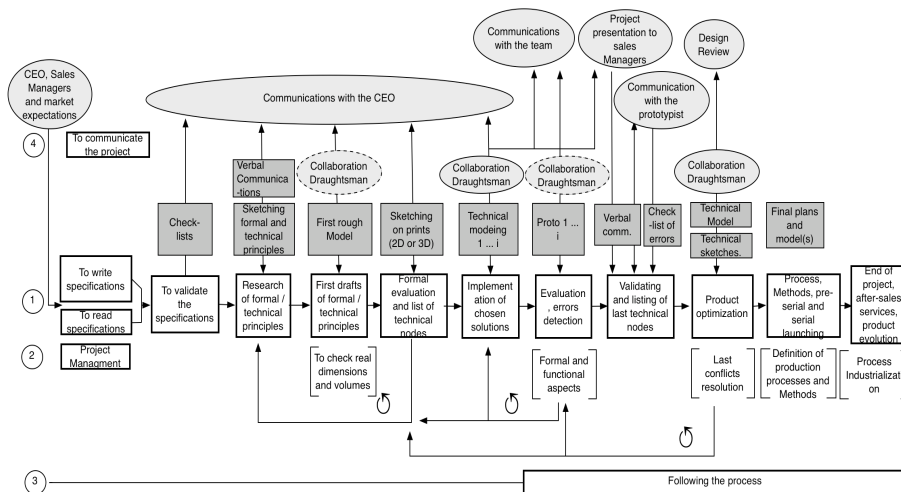 Communications
with the team
Project
presentation to
sales
Managers
Design
Review
CEO, Sales
Managers
and market
expectations
Communications with the CEO
Communication
with the
prototypist
4
To communicate
the project
Verbal
Communica
-tions
Collaboration
Draughtsman
Collaboration
Draughtsman
Collaboration
Draughtsman
Collaboration
Draughtsman
Check-
lists
Sketching
formal and
technical
principles
First rough
Model
Sketching
on prints
(2D or 3D)
Technical
modeing
1 ... i
Proto 1 ...
i
Verbal
comm.
Check
-list of
errors
Technical
Model
Technical
sketches.
Final plans
and
model(s)
1
To write
specifications
To read specifications
To validate
the
specifications
Research of
formal /
technical
principles
First drafts
of formal /
technical
principles
Formal
evaluation
and list of
technical
nodes
Implement
ation of
chosen
solutions
Evaluation
, errors
detection
Validating
and listing of
last technical
nodes
Product
optimization
Process,
Methods, pre-
serial and
serial
launching
End of
project,
after-sales
services,
product
evolution
2
Project
Managment
To check real
dimensions
and volumes
Formal and
functional
aspects
Last
conflicts
resolution
Definition of
production
processes and
Methods
Process
Industrializati
on
3
Following the process